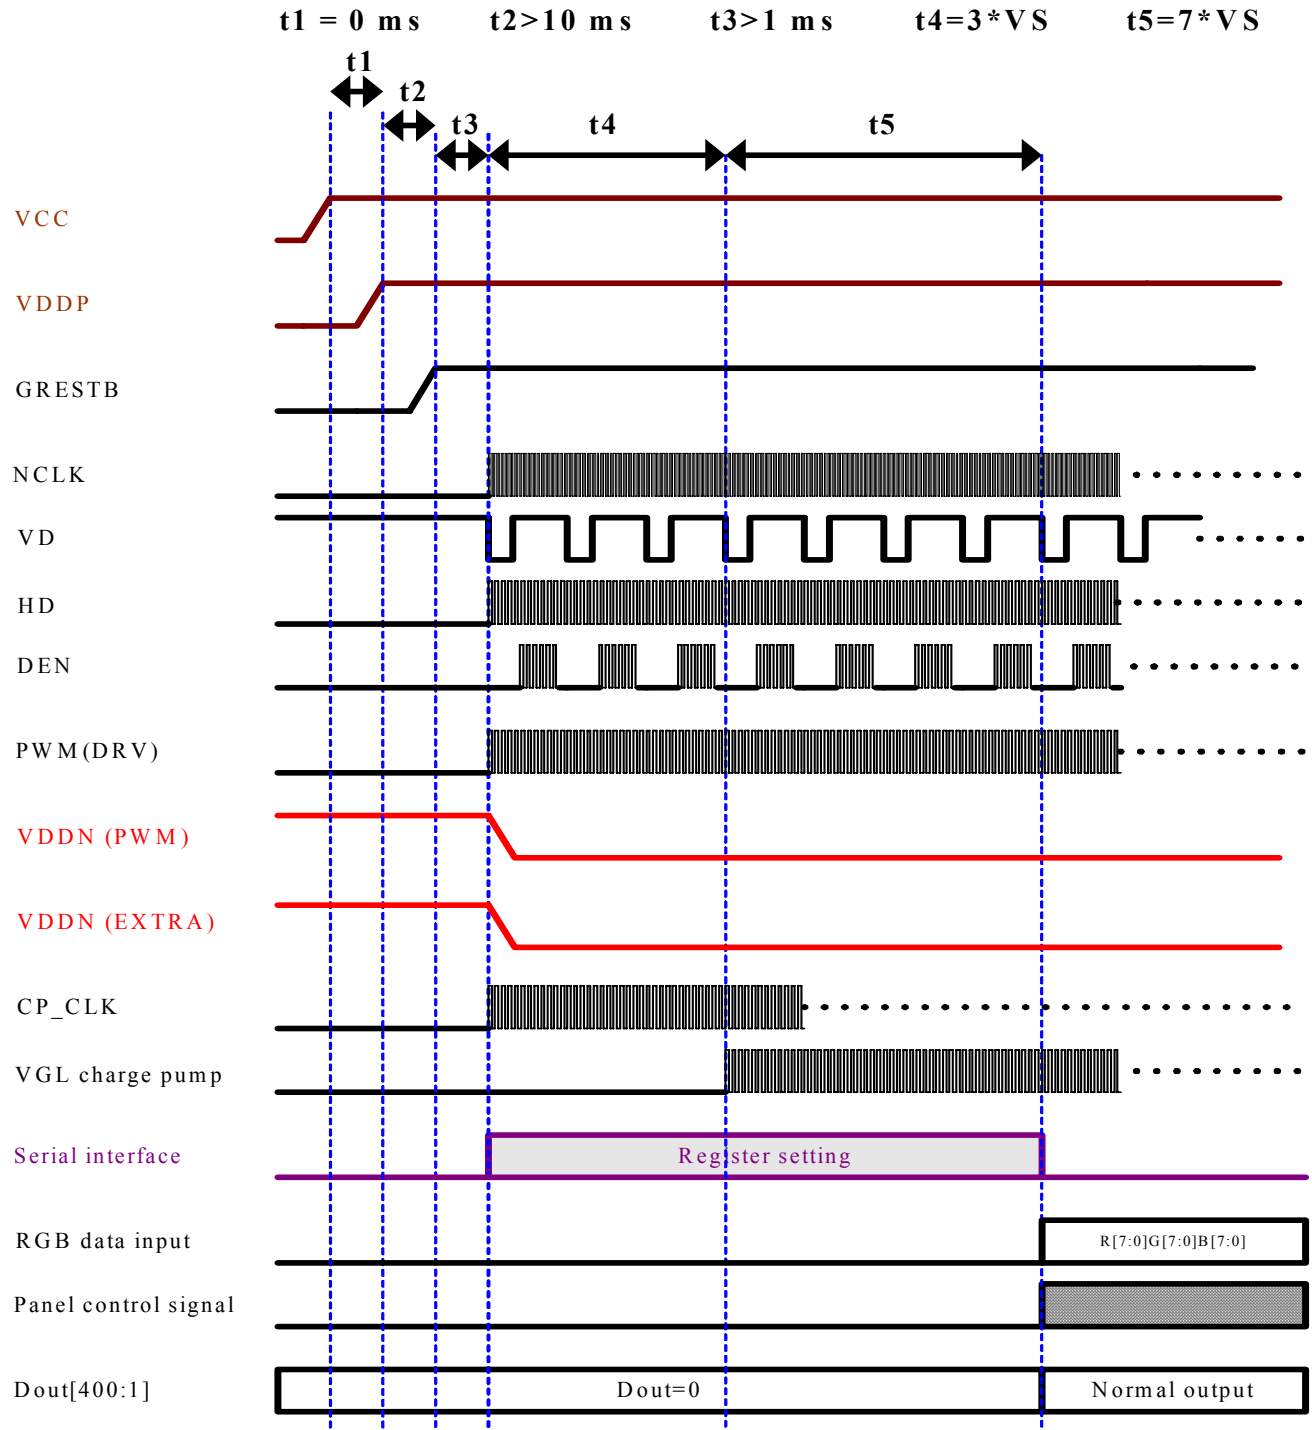 t1 = 0 ms t2>10 ms t3>1 ms t4=3*VS t5=7*VS
t1
t2
t3 t4 t5
VCC
VDDP
GRESTB
NCLK
VD
HD
DEN
PWM(DRV)
VDDN (PWM)
VDDN (EXTRA)
CP_CLK
VGL charge pump
Serial interface Register setting
RGB data input R[7:0]G[7:0]B[7:0]
Panel control signal
Dout[400:1] Dout=0 Normal output